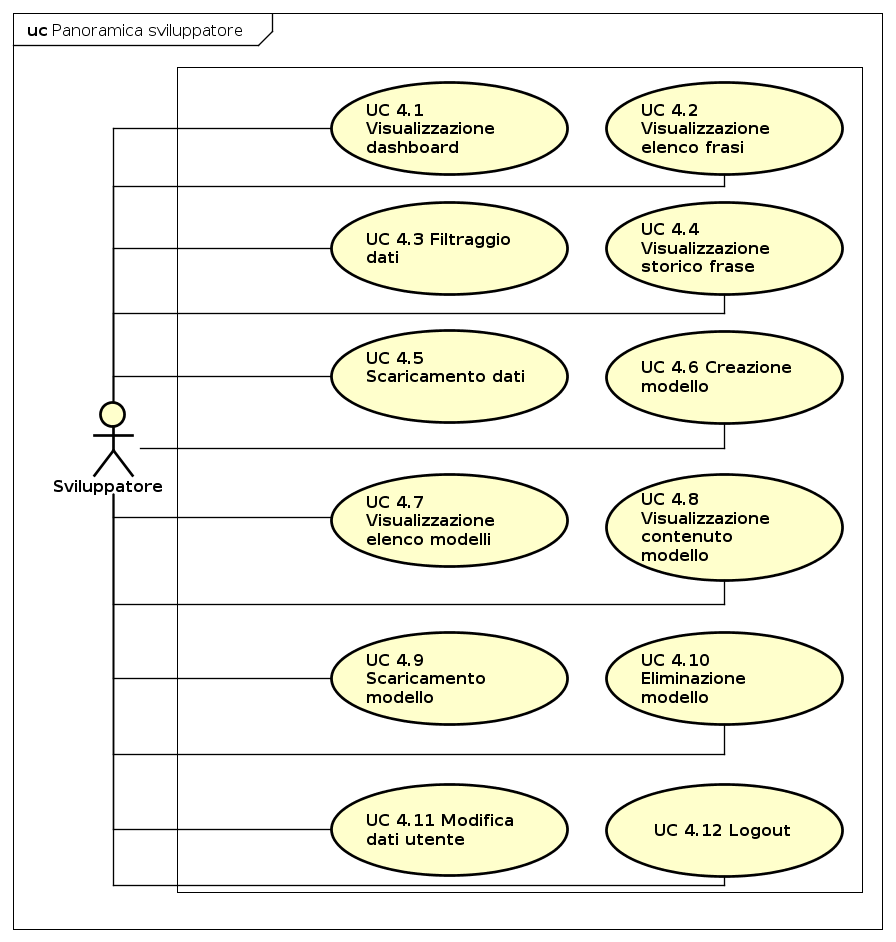 uc Panoramica sviluppatore
UC 4.1
Visualizzazione
dashboard
UC 4.2
Visualizzazione
elenco frasi
UC 4.3 Filtraggio
dati
UC 4.4
Visualizzazione
storico frase
UC 4.5
Scaricamento dati
UC 4.6 Creazione
modello
Sviluppatore
UC 4.7
Visualizzazione
elenco modelli
UC 4.8
Visualizzazione
contenuto
modello
UC 4.9
Scaricamento
modello
UC 4.10
Eliminazione
modello
UC 4.11 Modifica
dati utente
UC 4.12 Logout